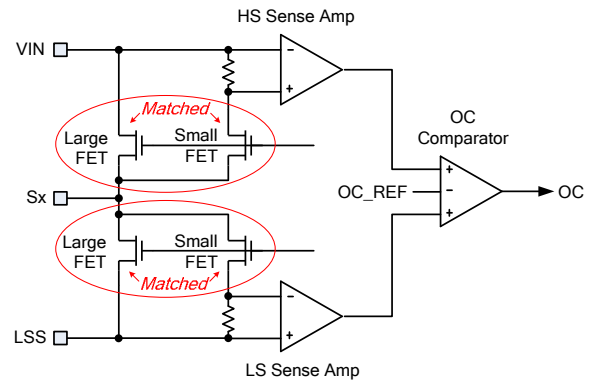 HS Sense Amp
VIN
−
+
Matched
Large
FET
Small
FET
OC
Comparator
+
OC_REF
−
OC
+
Sx
Large
FET
Small
FET
Matched
−
+
LSS
LS Sense Amp